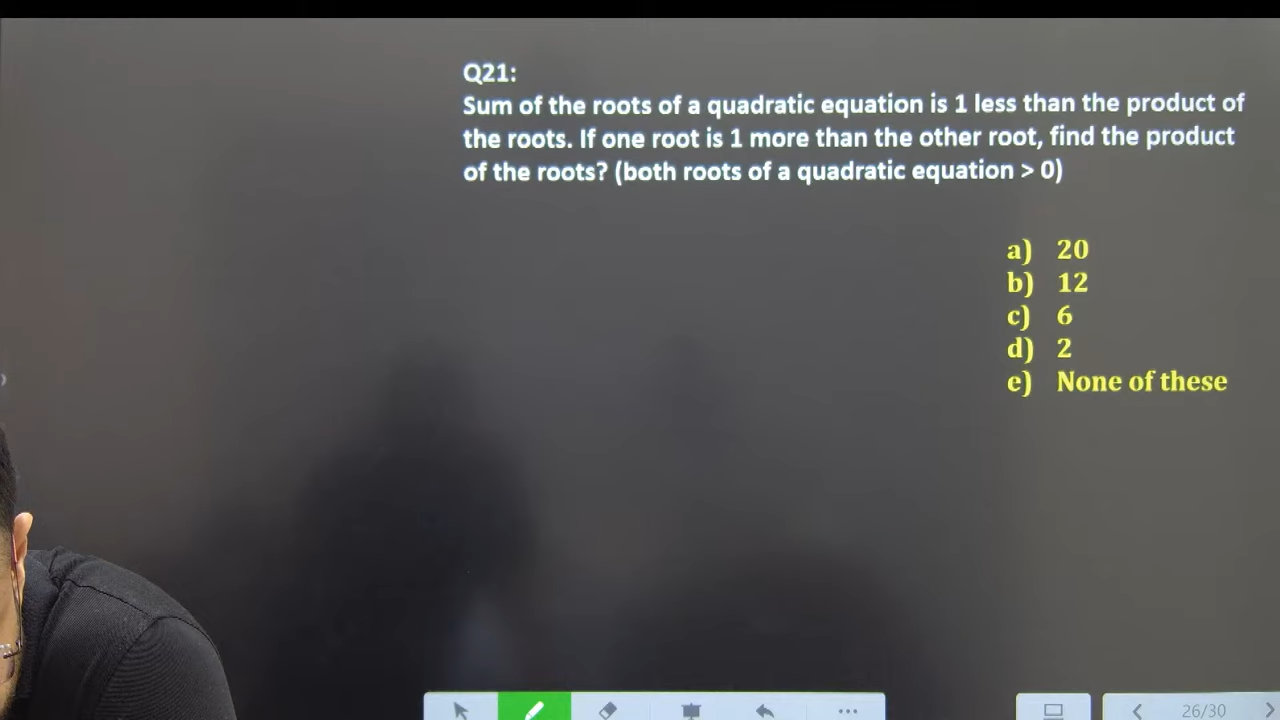 Q21:
Sum of the roots of a quadratic equation is 1 less than the product of
the roots. If one root is 1 more than the other root, find the product
of the roots? (both roots of a quadratic equation > 0)
a) 20
b) 12
c) 6
d) 2
e) None of these
26/30